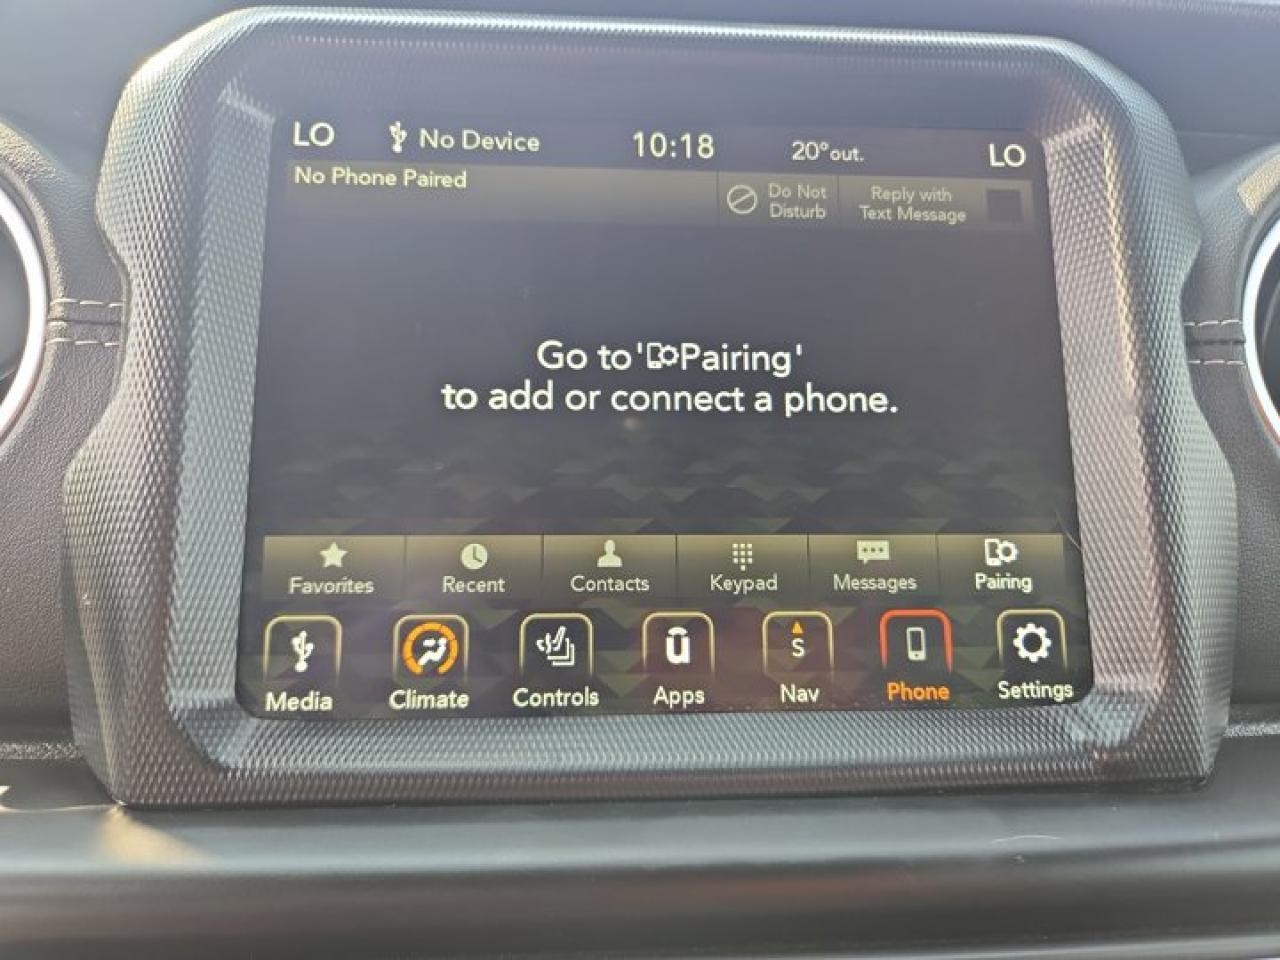 LO No Device 10:18 20° out. LO
No Phone Paired
Do Not
Disturb
Reply with
Text Message
Go to 'Pairing'
to add or connect a phone.
Favorites Recent Contacts Keypad Messages Pairing
ū S
Media Climate Controls Apps Nav Phone Settings